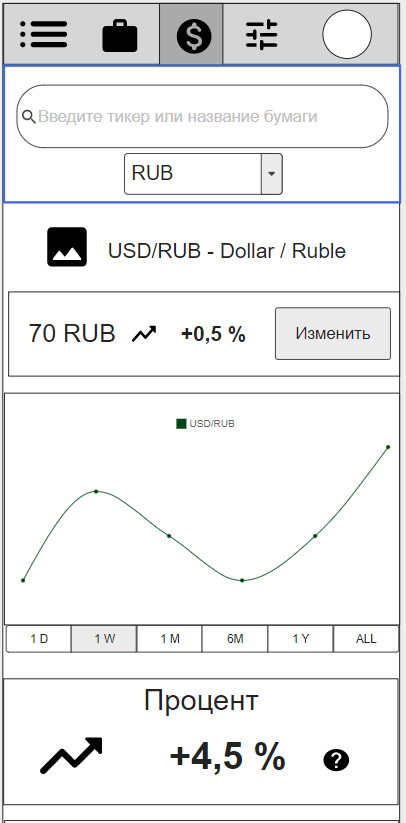 $
Введите тикер или название бумаги
RUB
USD/RUB - Dollar / Ruble
70 RUB +0,5 % Изменить
USD/RUB
1 D 1 W 1 M 6M 1 Y ALL
Процент
+4,5 % ?